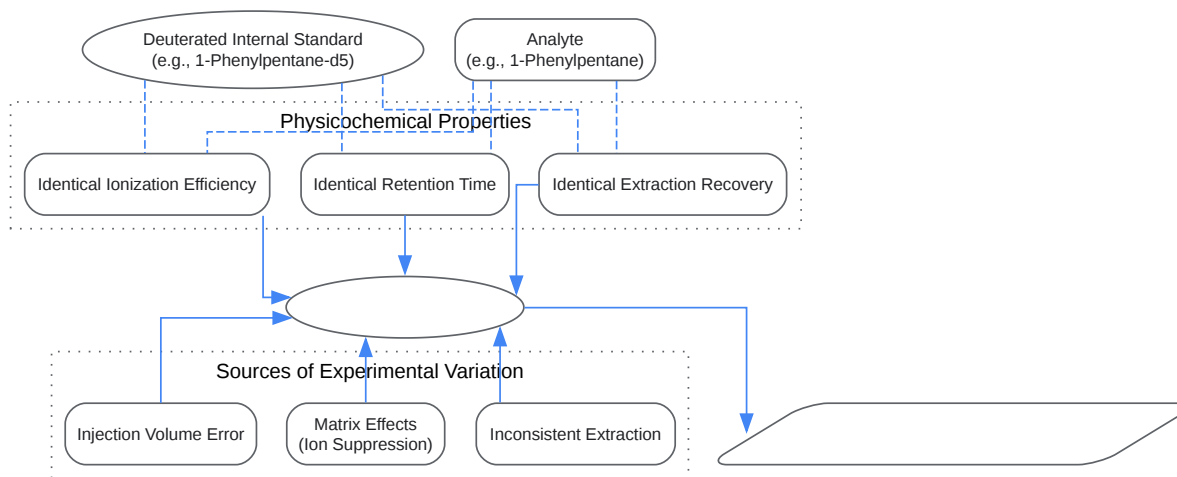 Deuterated Internal Standard
(e.g., 1-Phenylpentane-d5)
Analyte
(e.g., 1-Phenylpentane)
Physicochemical Properties
Identical Ionization Efficiency
Identical Retention Time
Identical Extraction Recovery
Sources of Experimental Variation
Injection Volume Error
Matrix Effects
(Ion Suppression)
Inconsistent Extraction